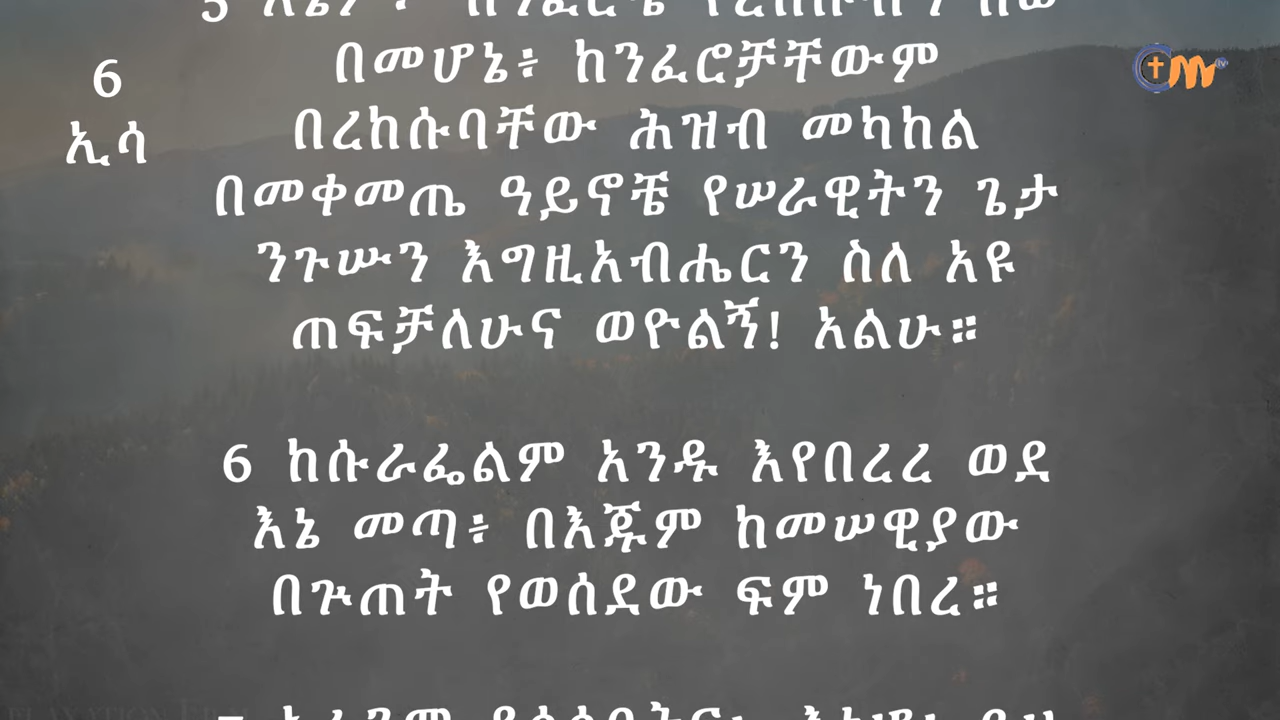 6
ኢሳ
በመሆኔ፥ ከንፈሮቻቸውም
በረከሱባቸው ሕዝብ መካከል
በመቀመጤ ዓይኖቼ የሠራዊትን ጌታ
ንጉሡን እግዚአብሔርን ስለ አዩ
ጠፍቻለሁና ወዮልኝ! አልሁ።
6 ከሱራፌልም አንዱ እየበረረ ወደ
እኔ መጣ፥ በእጁም ከመሠዊያው
በጕጠት የወሰደው ፍም ነበረ።